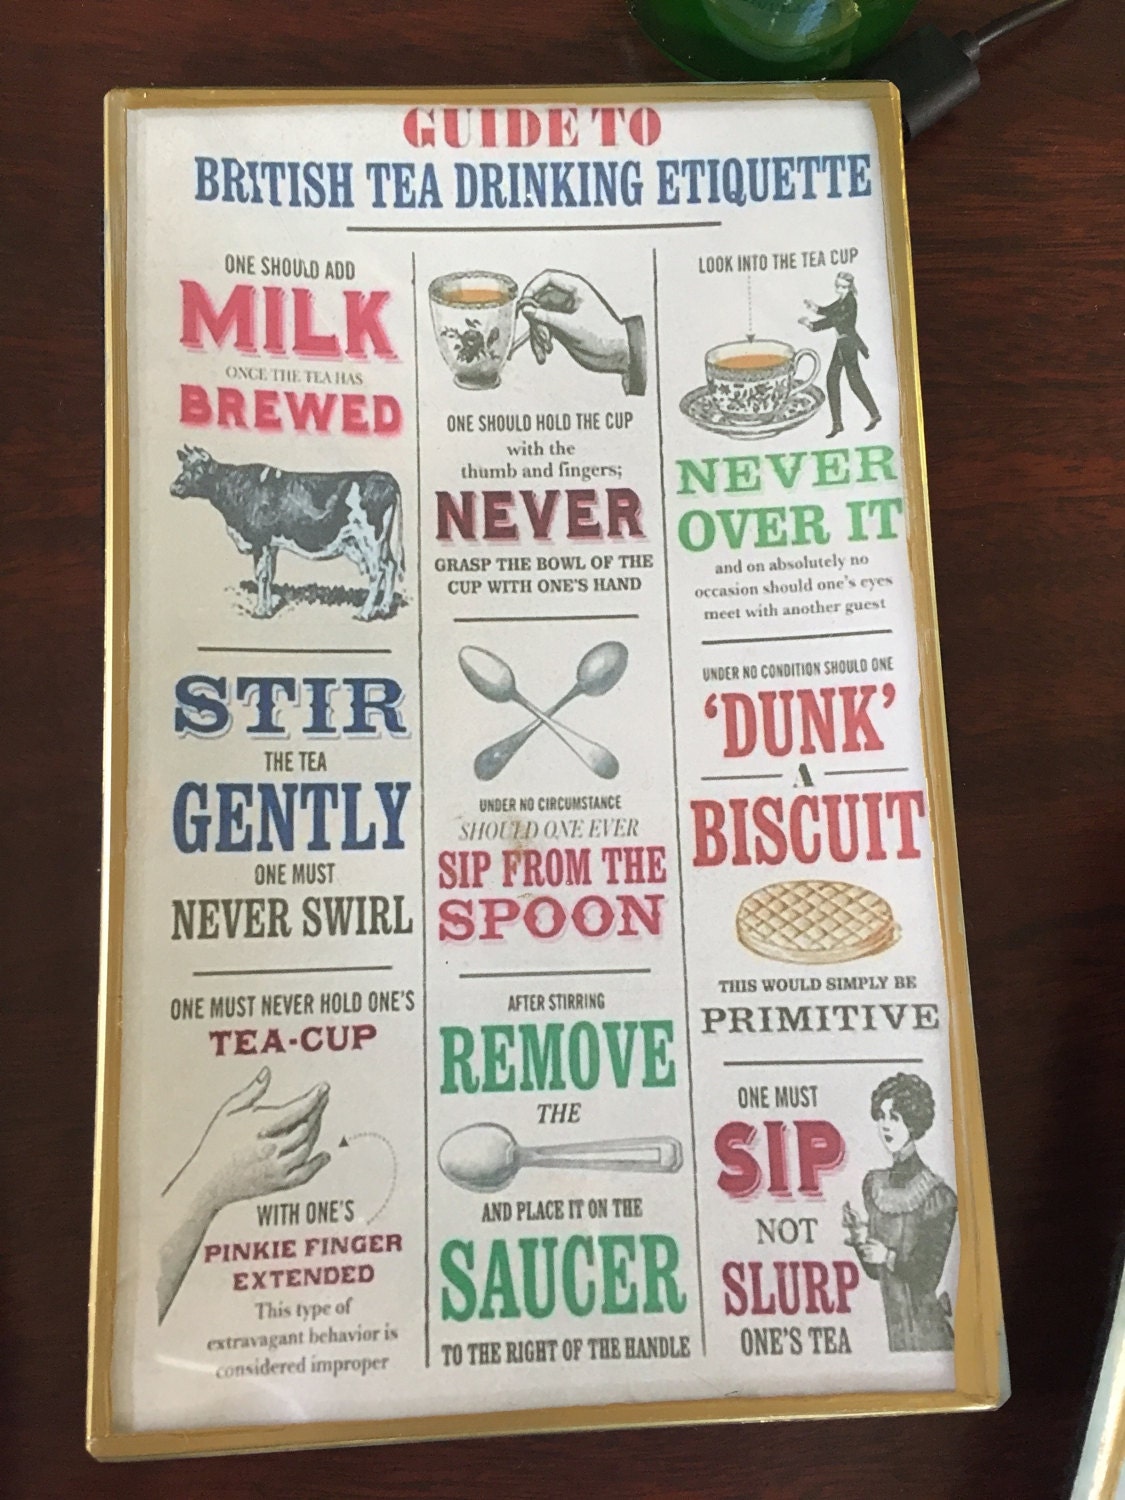 GUIDE TO
BRITISH TEA DRINKING ETIQUETTE
ONE SHOULD ADD
MILK
ONCE THE TEA HAS
BREWED
STIR
THE TEA
GENTLY
ONE MUST
NEVER SWIRL
ONE MUST NEVER HOLD ONE'S
TEA-CUP
WITH ONE'S
PINKIE FINGER
EXTENDED
This type of
extravagant behavior is
considered improper
ONE SHOULD HOLD THE CUP
with the
thumb and fingers;
NEVER
GRASP THE BOWL OF THE
CUP WITH ONE'S HAND
UNDER NO CIRCUMSTANCE
SHOULD ONE EVER
SIP FROM THE
SPOON
AFTER STIRRING
REMOVE
THE
AND PLACE IT ON THE
SAUCER
TO THE RIGHT OF THE HANDLE
LOOK INTO THE TEA CUP
NEVER
OVER IT
and on absolutely no
occasion should one's eyes
meet with another guest
UNDER NO CONDITION SHOULD ONE
'DUNK'
A
BISCUIT
THIS WOULD SIMPLY BE
PRIMITIVE
ONE MUST
SIP
NOT
SLURP
ONE'S TEA